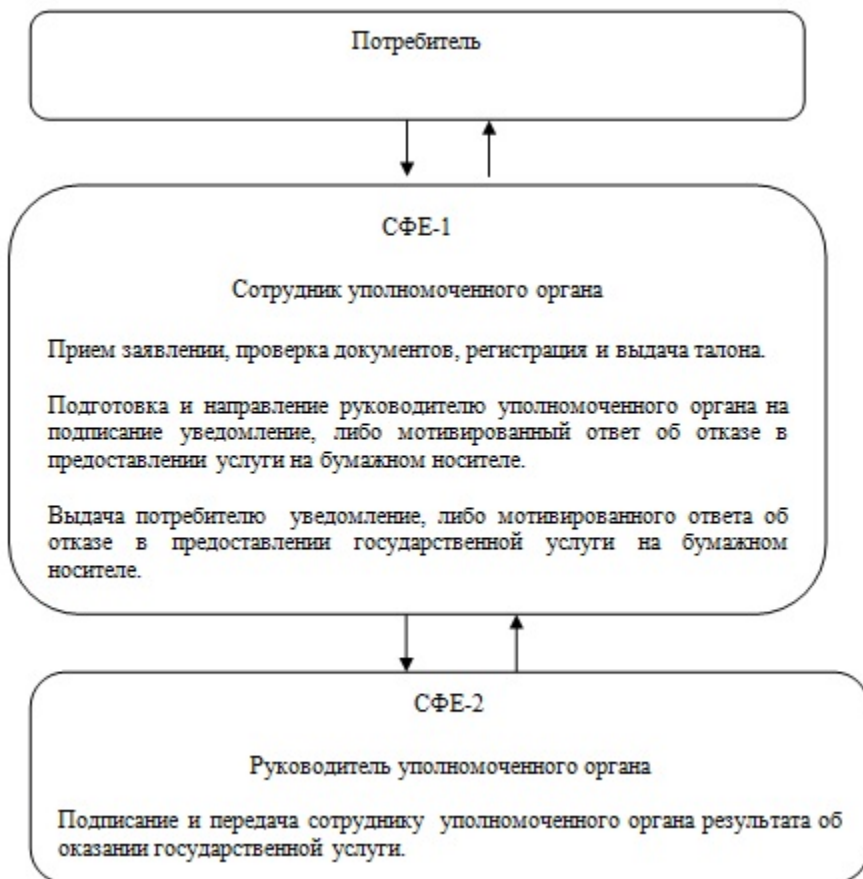 Потребитель
СФЕ-1
Сотрудник уполномоченного органа
Прием заявлении, проверка документов, регистрация и выдача талона.
Подготовка и направление руководителю уполномоченного органа на
подписание уведомление, либо мотивированный ответ об отказе в
предоставлении услуги на бумажном носителе.
Выдача потребителю уведомление, либо мотивированного ответа об
отказе в предоставлении государственной услуги на бумажном
носителе.
СФЕ-2
Руководитель уполномоченного органа
Подписание и передача сотруднику уполномоченного органа результата об
оказании государственной услуги.